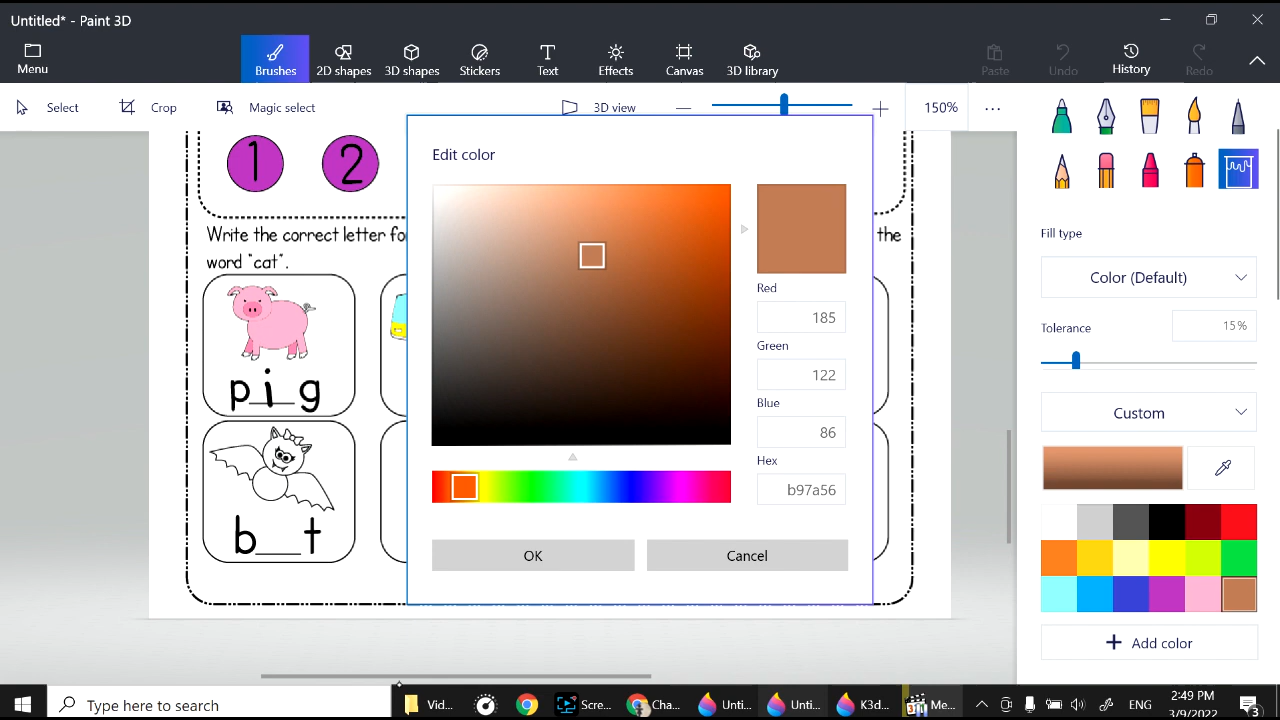 Untitled* - Paint 3D
Menu
Brushes
2D shapes
3D shapes
Stickers
Text
Effects
Canvas
3D library
Paste
Undo
History
Redo
Select
Crop
Magic select
3D view
150%
1 2
Write the correct letter fo
the
word "cat".
p i g
b___t
Edit color
Red
185
Green
122
Blue
86
Hex
b97a56
OK
Cancel
Fill type
Color (Default)
Tolerance
15%
Custom
Add color
Type here to search
Vid...
Scre...
Cha...
Unti...
Unti...
K3d...
Me...
ENG
2:49 PM
3/9/2022
3